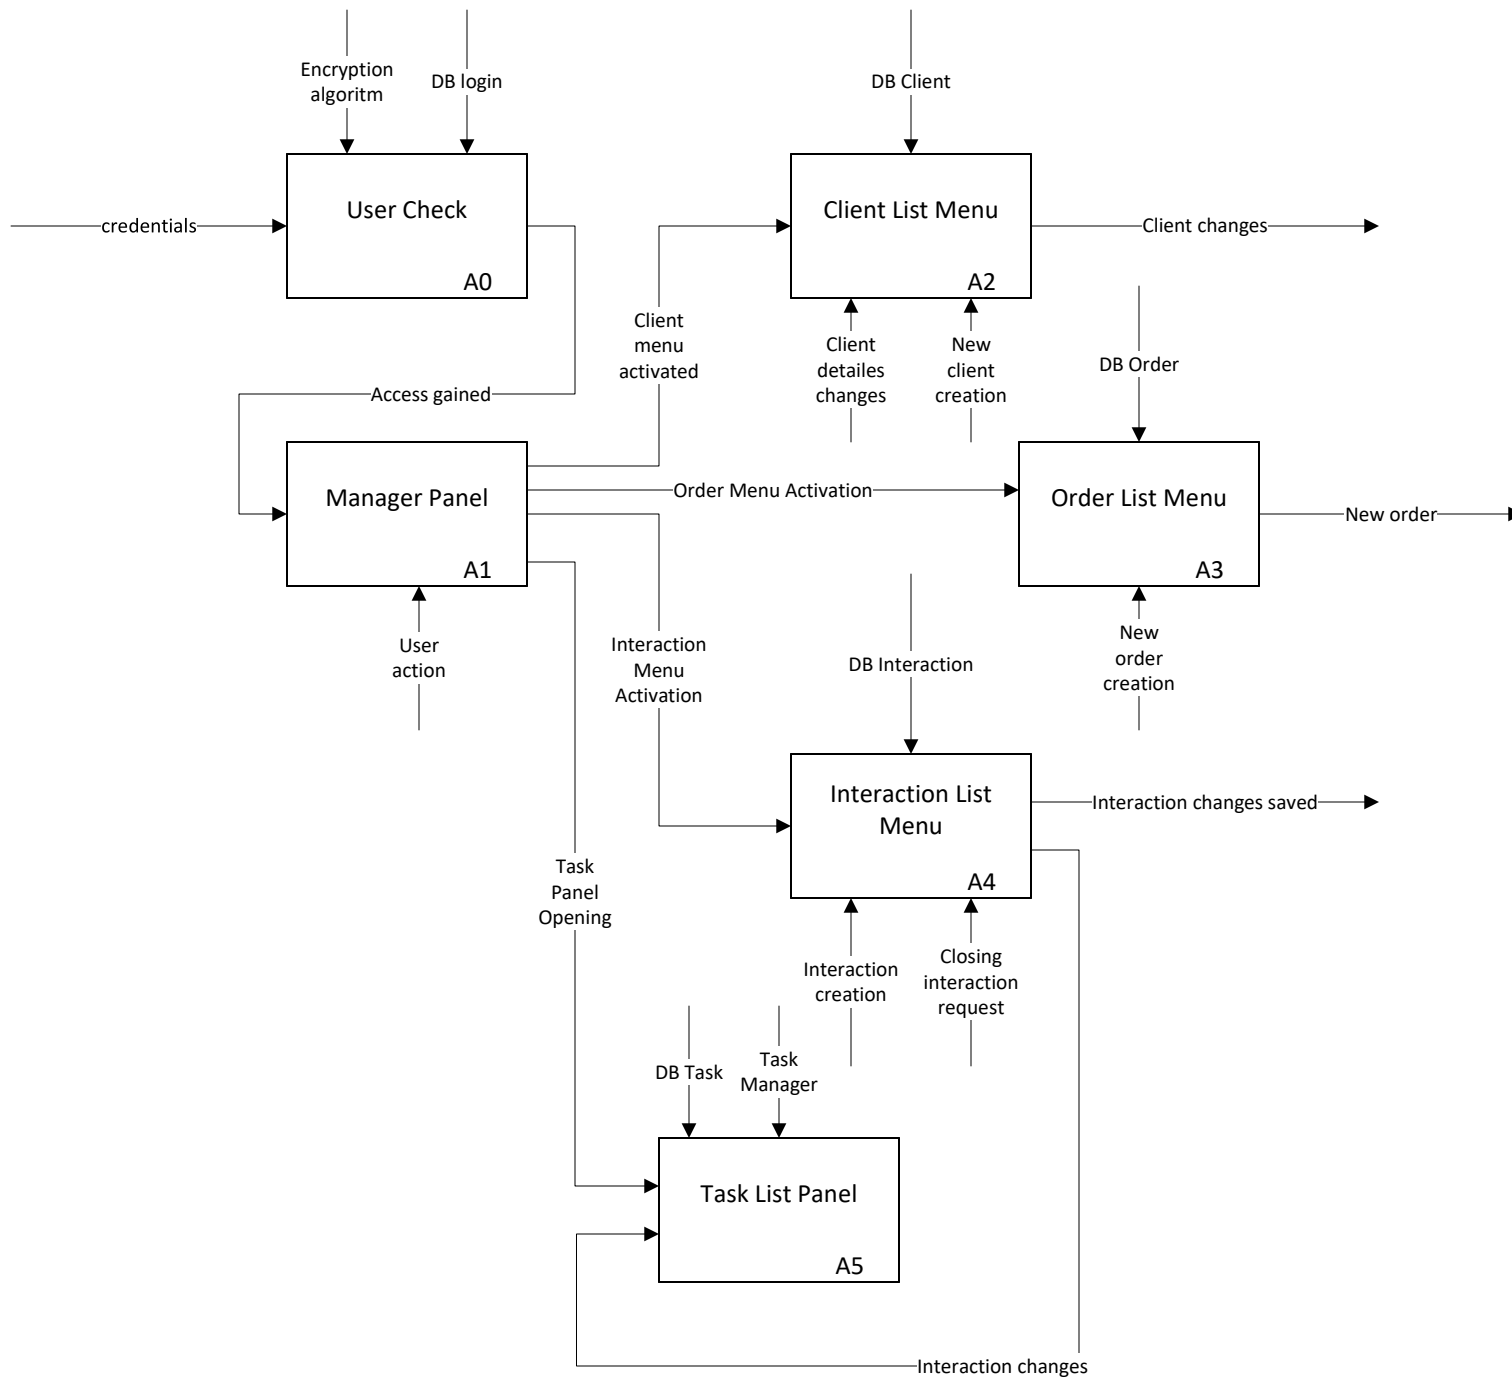 Encryption
algoritm
DB login
DB Client
User Check
A0
credentials
Client List Menu
A2
Client changes
Client
menu
activated
Client
detailes
changes
New
client
creation
DB Order
Access gained
Manager Panel
A1
Order Menu Activation
Order List Menu
A3
New order
User
action
Interaction
Menu
Activation
DB Interaction
New
order
creation
Interaction List
Menu
A4
Interaction changes saved
Task
Panel
Opening
Interaction
creation
Closing
interaction
request
DB Task
Task
Manager
Task List Panel
A5
Interaction changes